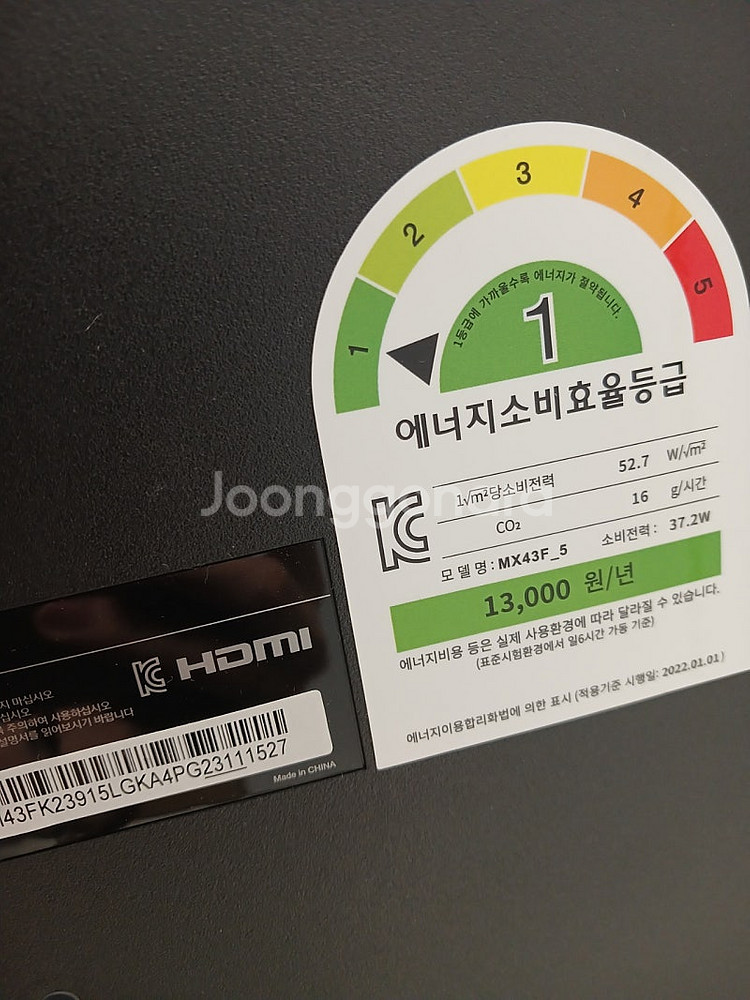 1
2
3
4
5
1등급에 가까울수록 에너지가 절약됩니다.
1
에너지소비효율등급
1√m²당소비전력 52.7 W/√m²
CO₂ 16 g/시간
모델명 : MX43F_5 소비전력 : 37.2W
13,000 원/년
에너지비용 등은 실제 사용환경에 따라 달라질 수 있습니다.
(표준시험환경에서 일6시간 가동 기준)
에너지이용합리화법에 의한 표시 (적용기준 시행일: 2022.01.01)
Joonggonara
HDMI
지 마십시오
십시오
주의하여 사용하십시오
설명서를 읽어보시기 바랍니다
43FK23915LGKA4PG23111527
Made in CHINA